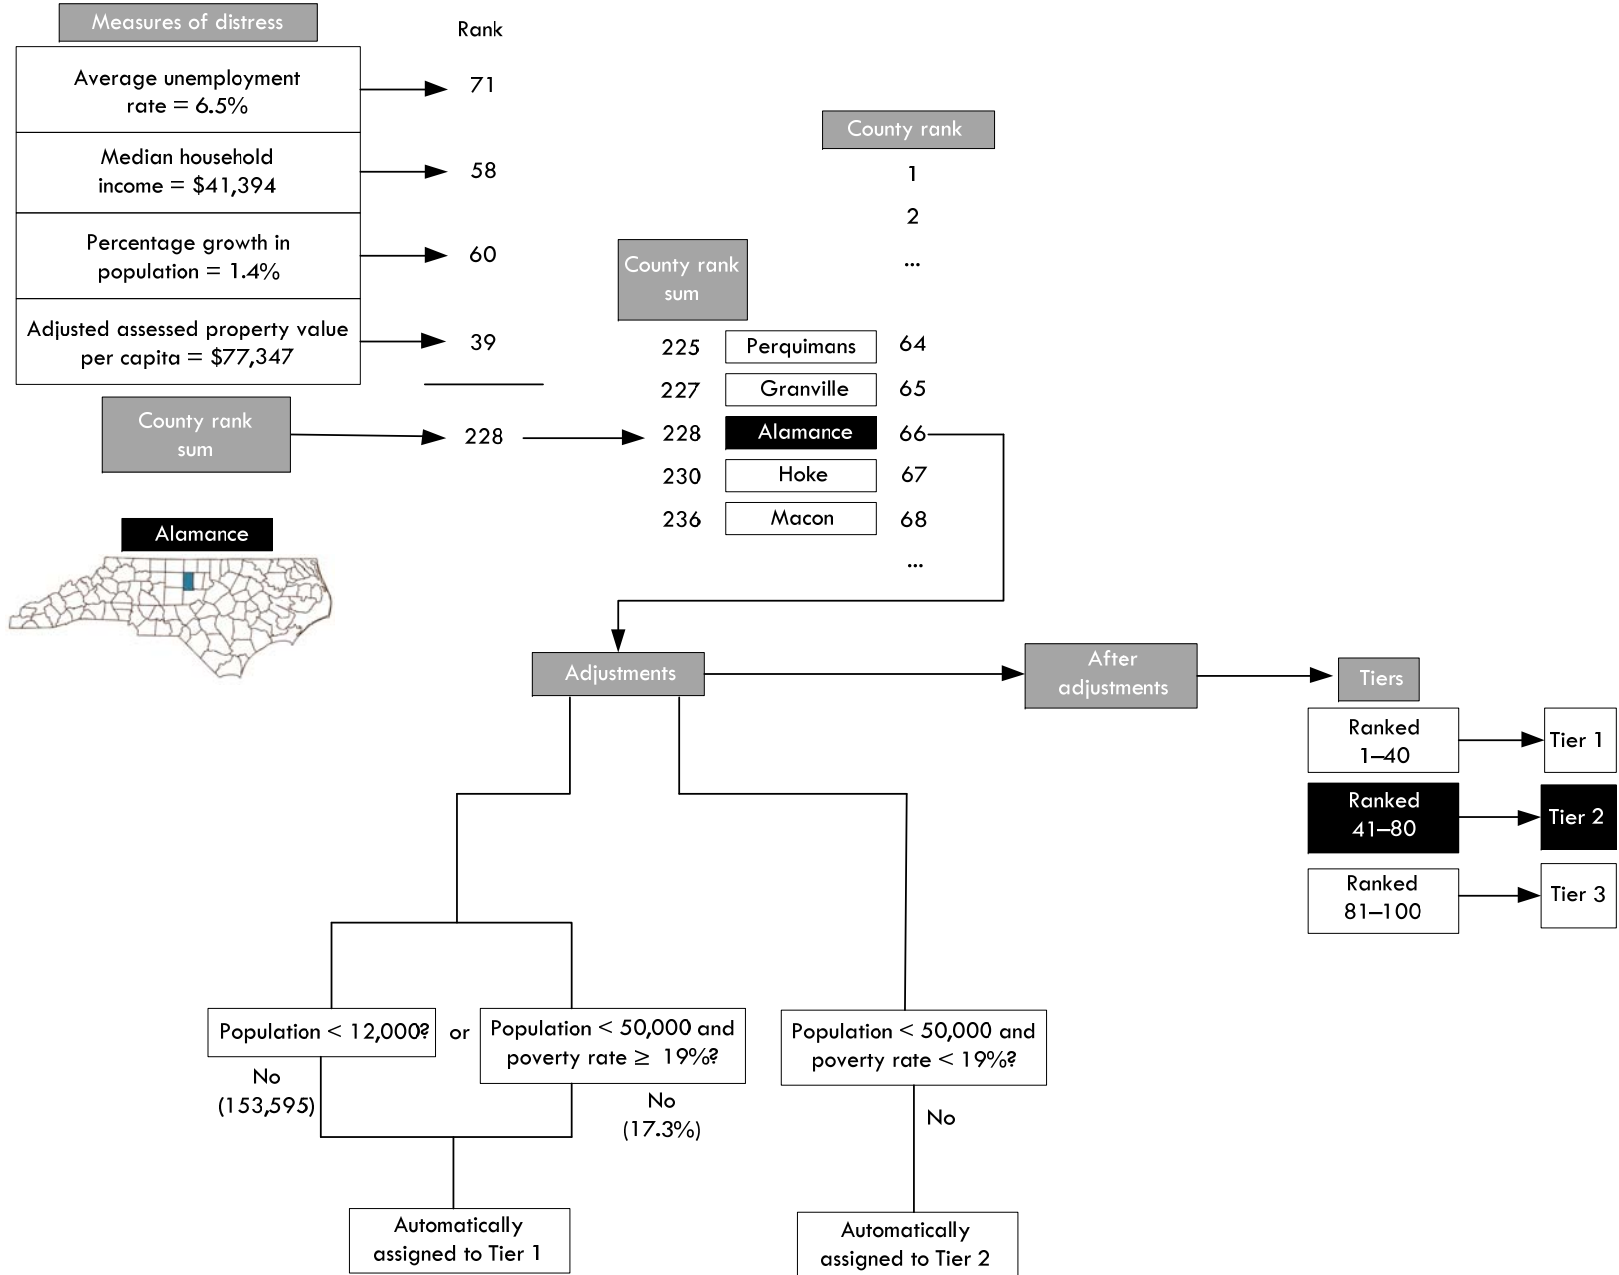 Measures of distress
Rank
Average unemployment
rate = 6.5%
71
Median household
income = $41,394
58
Percentage growth in
population = 1.4%
60
Adjusted assessed property value
per capita = $77,347
39
County rank
sum
228
Alamance
County rank
1
2
...
County rank
sum
225 Perquimans 64
227 Granville 65
228 Alamance 66
230 Hoke 67
236 Macon 68
...
Adjustments
After
adjustments
Tiers
Ranked
1–40
Tier 1
Ranked
41–80
Tier 2
Ranked
81–100
Tier 3
Population < 12,000?
or
Population < 50,000 and
poverty rate ≥ 19%?
Population < 50,000 and
poverty rate < 19%?
No
(153,595)
No
(17.3%)
No
Automatically
assigned to Tier 1
Automatically
assigned to Tier 2